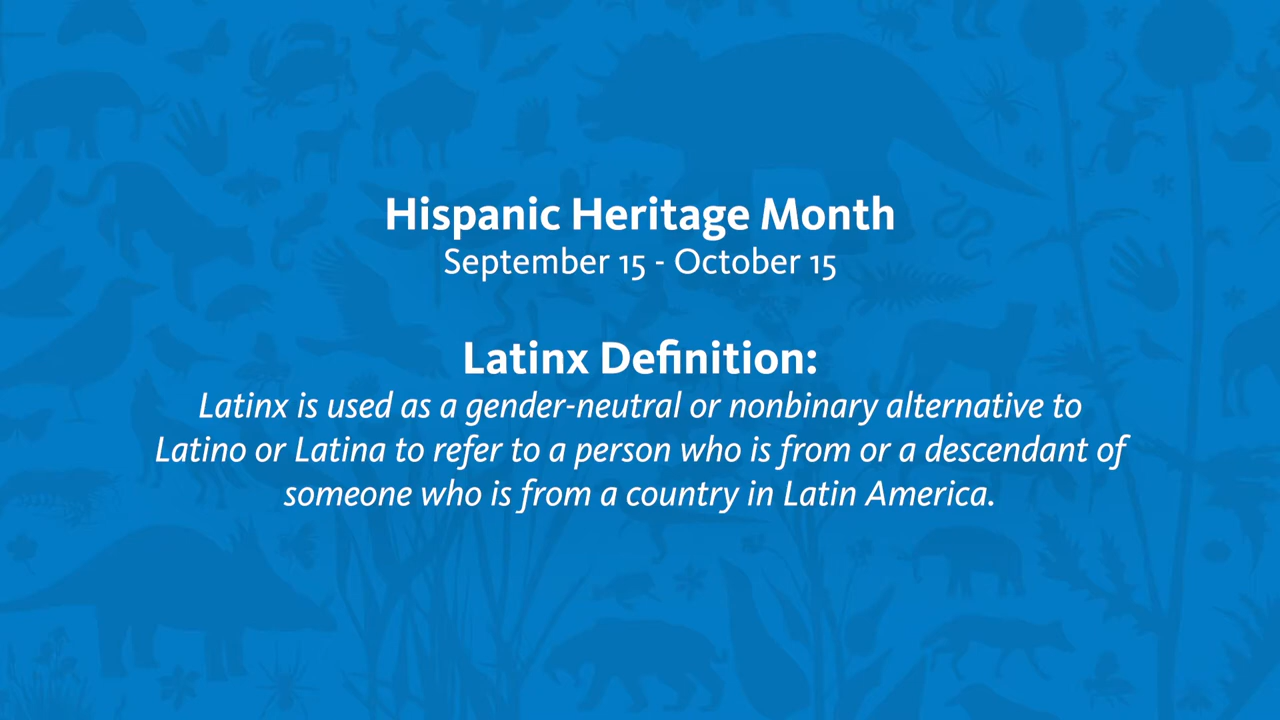 Hispanic Heritage Month
September 15 - October 15
Latinx Definition:
Latinx is used as a gender-neutral or nonbinary alternative to
Latino or Latina to refer to a person who is from or a descendant of
someone who is from a country in Latin America.